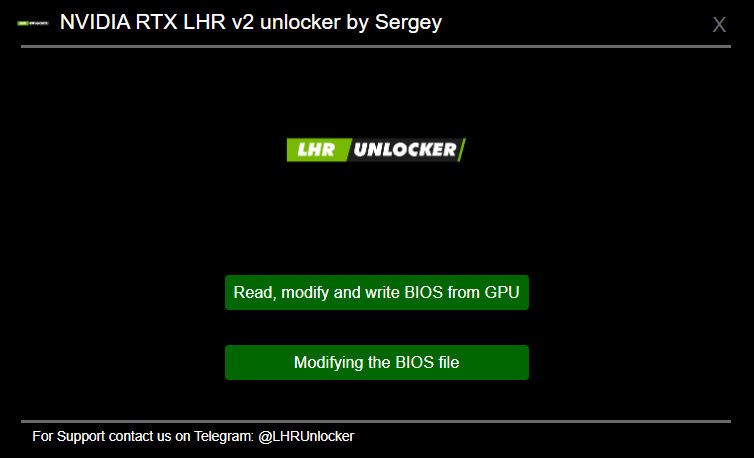 NVIDIA RTX LHR v2 unlocker by Sergey
X
LHR UNLOCKER
Read, modify and write BIOS from GPU
Modifying the BIOS file
For Support contact us on Telegram: @LHRUnlocker